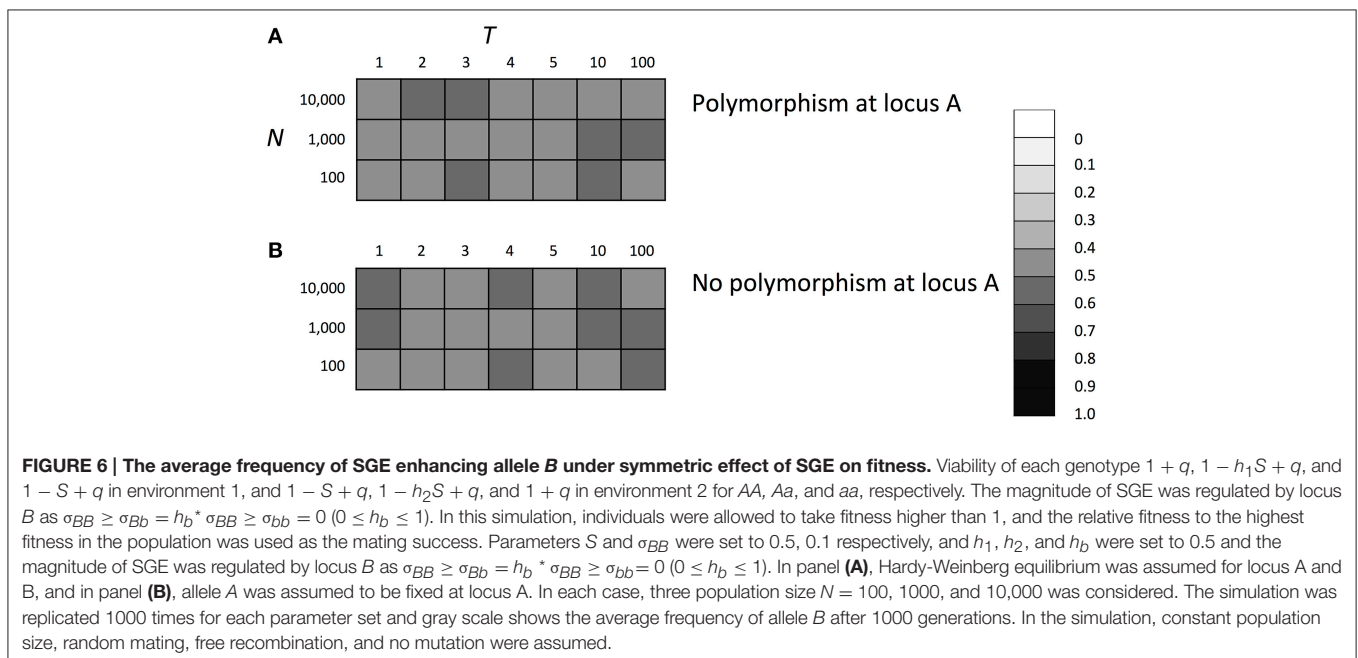 A
T
1 2 3 4 5 10 100
10,000
Polymorphism at locus A
N 1,000
100
B
1 2 3 4 5 10 100
10,000
No polymorphism at locus A
1,000
100
0
0.1
0.2
0.3
0.4
0.5
0.6
0.7
0.8
0.9
1.0
FIGURE 6 | The average frequency of SGE enhancing allele B under symmetric effect of SGE on fitness. Viability of each genotype 1 + q, 1 − h₁S + q, and
1 − S + q in environment 1, and 1 − S + q, 1 − h₂S + q, and 1 + q in environment 2 for AA, Aa, and aa, respectively. The magnitude of SGE was regulated by locus
B as σBB ≥ σBb = hb* σBB ≥ σbb = 0 (0 ≤ hb ≤ 1). In this simulation, individuals were allowed to take fitness higher than 1, and the relative fitness to the highest
fitness in the population was used as the mating success. Parameters S and σBB were set to 0.5, 0.1 respectively, and h₁, h₂, and hb were set to 0.5 and the
magnitude of SGE was regulated by locus B as σBB ≥ σBb = hb * σBB ≥ σbb= 0 (0 ≤ hb ≤ 1). In panel (A), Hardy-Weinberg equilibrium was assumed for locus A and
B, and in panel (B), allele A was assumed to be fixed at locus A. In each case, three population size N = 100, 1000, and 10,000 was considered. The simulation was
replicated 1000 times for each parameter set and gray scale shows the average frequency of allele B after 1000 generations. In the simulation, constant population
size, random mating, free recombination, and no mutation were assumed.